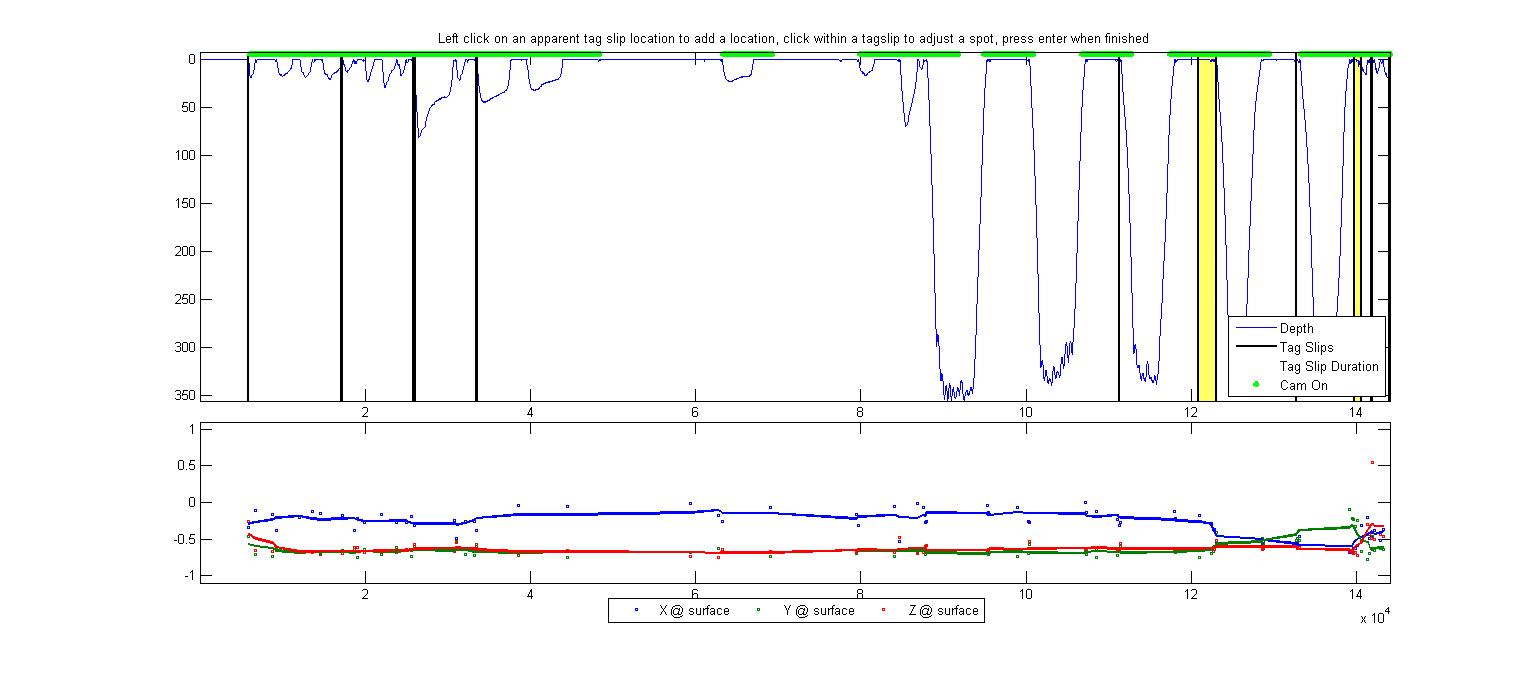 Left click on an apparent tag slip location to add a location, click within a tagslip to adjust a spot, press enter when finished
0
50
100
150
200
250
300
350
Depth
Tag Slips
Tag Slip Duration
Cam On
2 4 6 8 10 12 14
1
0.5
0
-0.5
-1
2 4 6 8 10 12 14
x 10^4
X @ surface Y @ surface Z @ surface